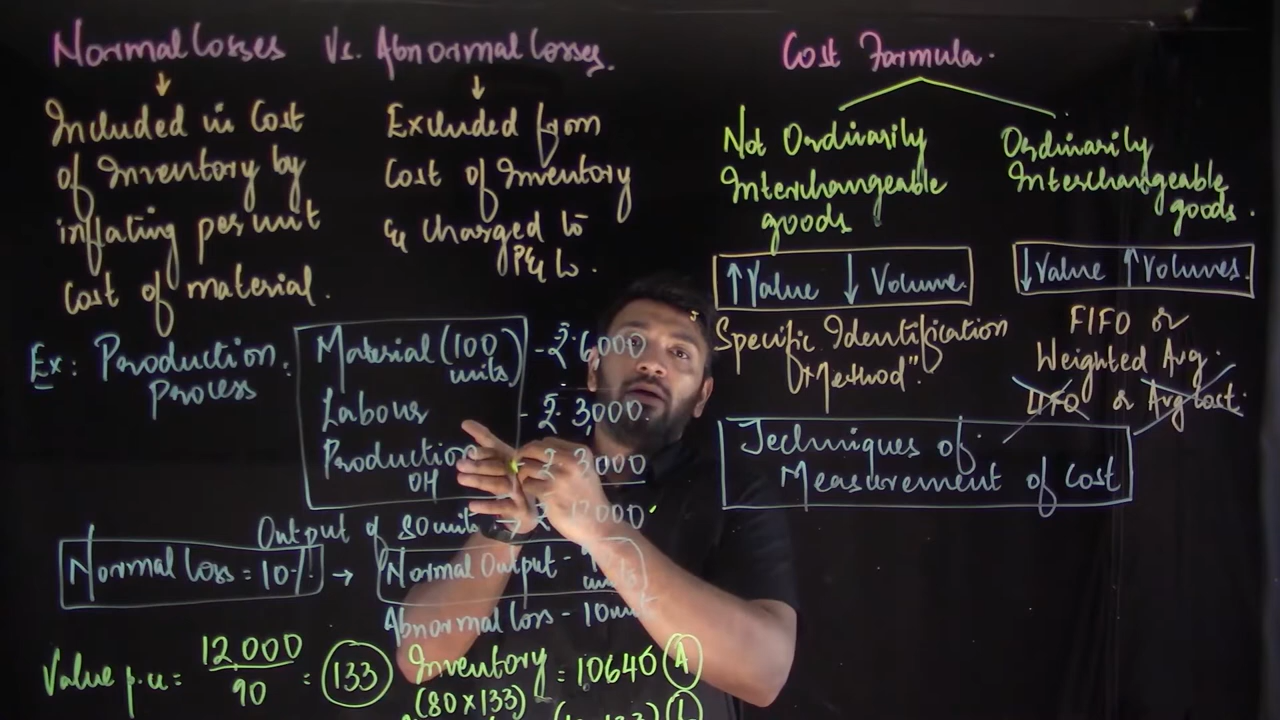 Normal losses Vs. Abnormal losses.
Included in Cost
of Inventory by
inflating per unit
Cost of material.
Excluded from
Cost of Inventory
& charged to
P&L.
Ex: Production
Process
Material (100
units)
- ₹ 6,000
Labour
- ₹ 3,000
Production
OH
- ₹ 3000
Output of 80 units → ₹ 12000
Normal loss = 10% → Normal Output -
units
Abnormal loss - 10 unit
Value p.u = 12,000
90
= 133
Inventory = 10640 A
(80 x 133)
Cost Formula.
Not Ordinarily
Interchangeable
goods
↑ Value ↓ Volume.
Specific Identification
Method".
Ordinarily
Interchangeable
goods.
↓ Value ↑ Volumes.
FIFO or
Weighted Avg.
LIFO or Avg Cost.
Techniques of
Measurement of Cost